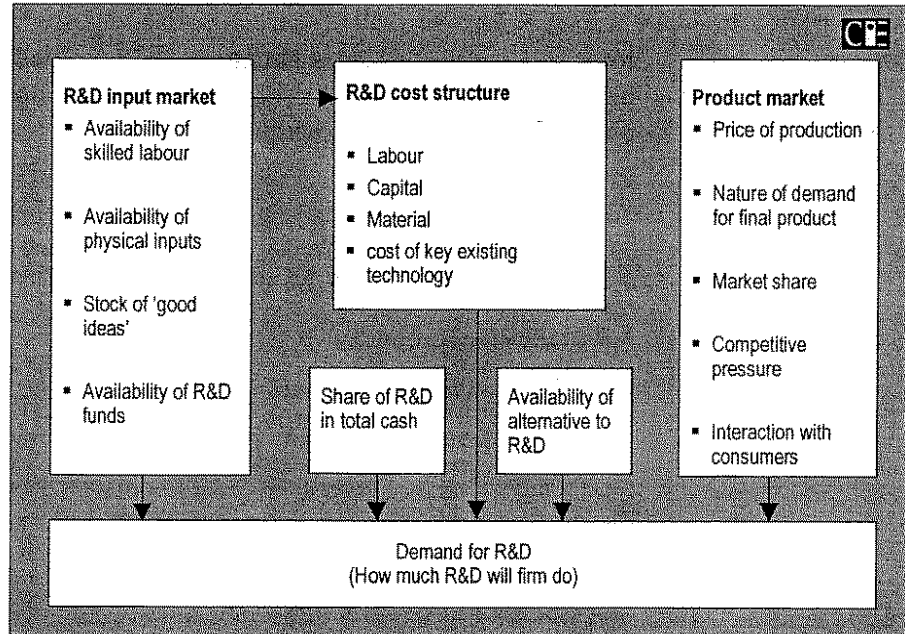 CIE
R&D input market
▪ Availability of
skilled labour
▪ Availability of
physical inputs
▪ Stock of 'good
ideas'
▪ Availability of R&D
funds
R&D cost structure
▪ Labour
▪ Capital
▪ Material
▪ cost of key existing
technology
Product market
▪ Price of production
▪ Nature of demand
for final product
▪ Market share
▪ Competitive
pressure
▪ Interaction with
consumers
Share of R&D
in total cash
Availability of
alternative to
R&D
Demand for R&D
(How much R&D will firm do)